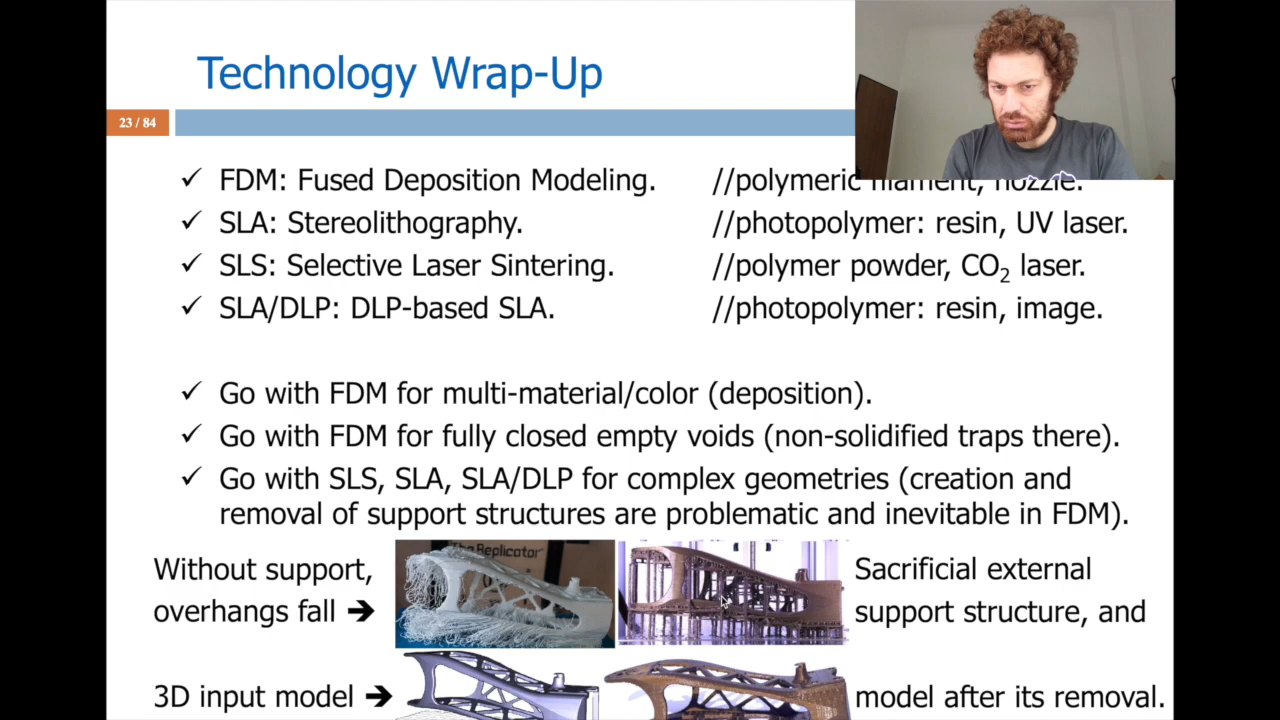 Technology Wrap-Up
23 / 84
✓ FDM: Fused Deposition Modeling. //polymeric filament, nozzle.
✓ SLA: Stereolithography. //photopolymer: resin, UV laser.
✓ SLS: Selective Laser Sintering. //polymer powder, CO₂ laser.
✓ SLA/DLP: DLP-based SLA. //photopolymer: resin, image.
✓ Go with FDM for multi-material/color (deposition).
✓ Go with FDM for fully closed empty voids (non-solidified traps there).
✓ Go with SLS, SLA, SLA/DLP for complex geometries (creation and
removal of support structures are problematic and inevitable in FDM).
The Replicator
Without support,
overhangs fall ➔
Sacrificial external
support structure, and
3D input model ➔
model after its removal.